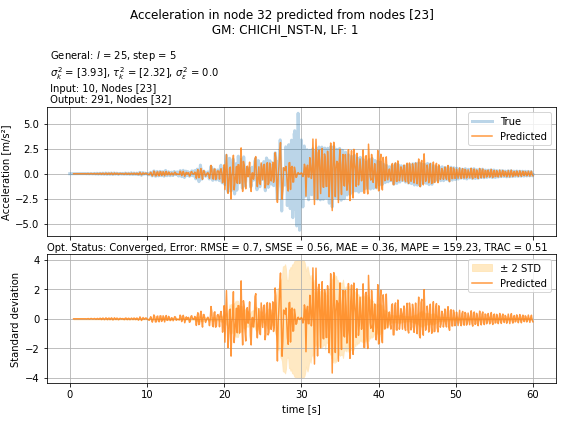 Acceleration in node 32 predicted from nodes [23]
GM: CHICHI_NST-N, LF: 1
General: l = 25, step = 5
σ²ₖ = [3.93], τ²ₖ = [2.32], σ²ε = 0.0
Input: 10, Nodes [23]
Output: 291, Nodes [32]
Acceleration [m/s²]
5.0
2.5
0.0
−2.5
−5.0
True
Predicted
Opt. Status: Converged, Error: RMSE = 0.7, SMSE = 0.56, MAE = 0.36, MAPE = 159.23, TRAC = 0.51
Standard deviation
4
2
0
−2
−4
± 2 STD
Predicted
0 10 20 30 40 50 60
time [s]